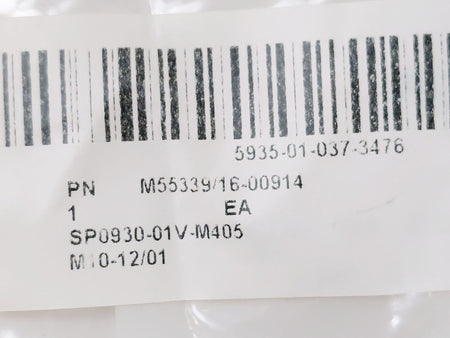 5935-01-037-3476
PN M55339/16-00914
1 EA
SP0930-01V-M405
M10-12/01